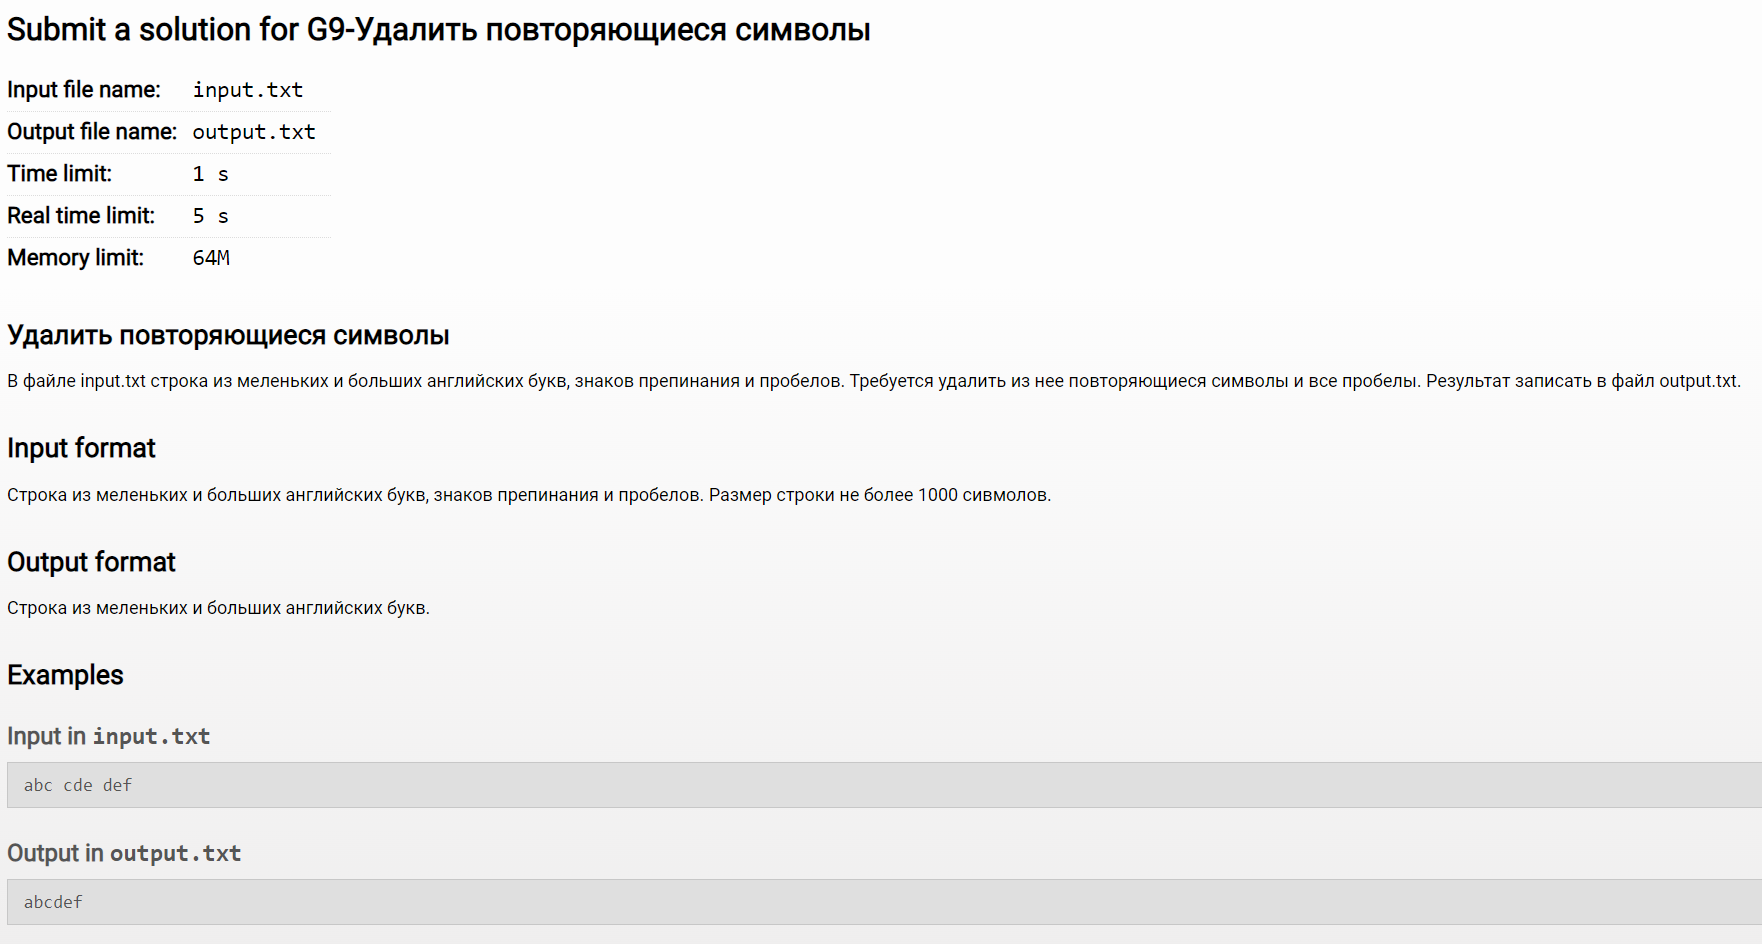 Submit a solution for G9-Удалить повторяющиеся символы
Input file name: input.txt
Output file name: output.txt
Time limit: 1 s
Real time limit: 5 s
Memory limit: 64M
Удалить повторяющиеся символы
В файле input.txt строка из меленьких и больших английских букв, знаков препинания и пробелов. Требуется удалить из нее повторяющиеся символы и все пробелы. Результат записать в файл output.txt.
Input format
Строка из меленьких и больших английских букв, знаков препинания и пробелов. Размер строки не более 1000 сивмолов.
Output format
Строка из меленьких и больших английских букв.
Examples
Input in input.txt
abc cde def
Output in output.txt
abcdef